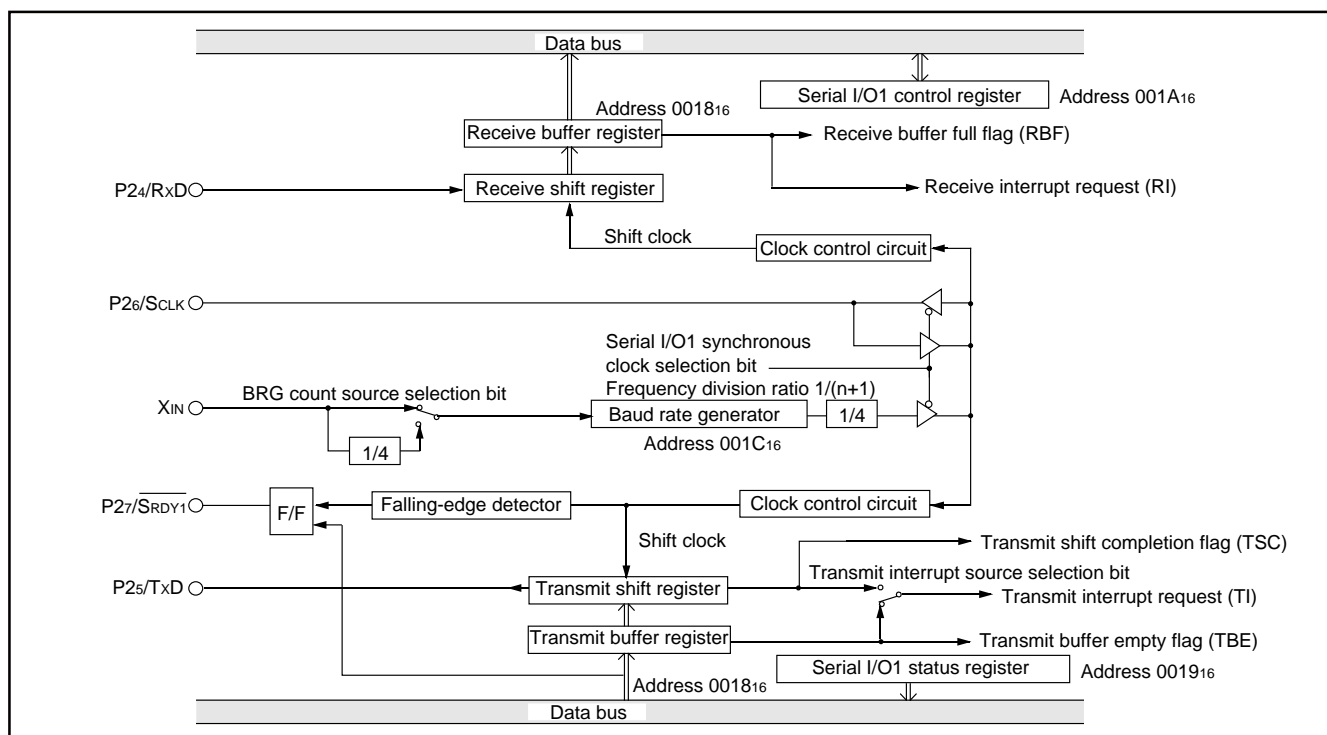 Data bus
Serial I/O1 control register
Address 001A16
Address 001816
Receive buffer register
Receive buffer full flag (RBF)
P24/RXD
Receive shift register
Receive interrupt request (RI)
Shift clock
Clock control circuit
P26/SCLK
Serial I/O1 synchronous
clock selection bit
Frequency division ratio 1/(n+1)
BRG count source selection bit
XIN
Baud rate generator
1/4
1/4
Address 001C16
P27/SRDY1
F/F
Falling-edge detector
Clock control circuit
Shift clock
Transmit shift completion flag (TSC)
Transmit interrupt source selection bit
P25/TXD
Transmit shift register
Transmit interrupt request (TI)
Transmit buffer register
Transmit buffer empty flag (TBE)
Serial I/O1 status register
Address 001916
Address 001816
Data bus